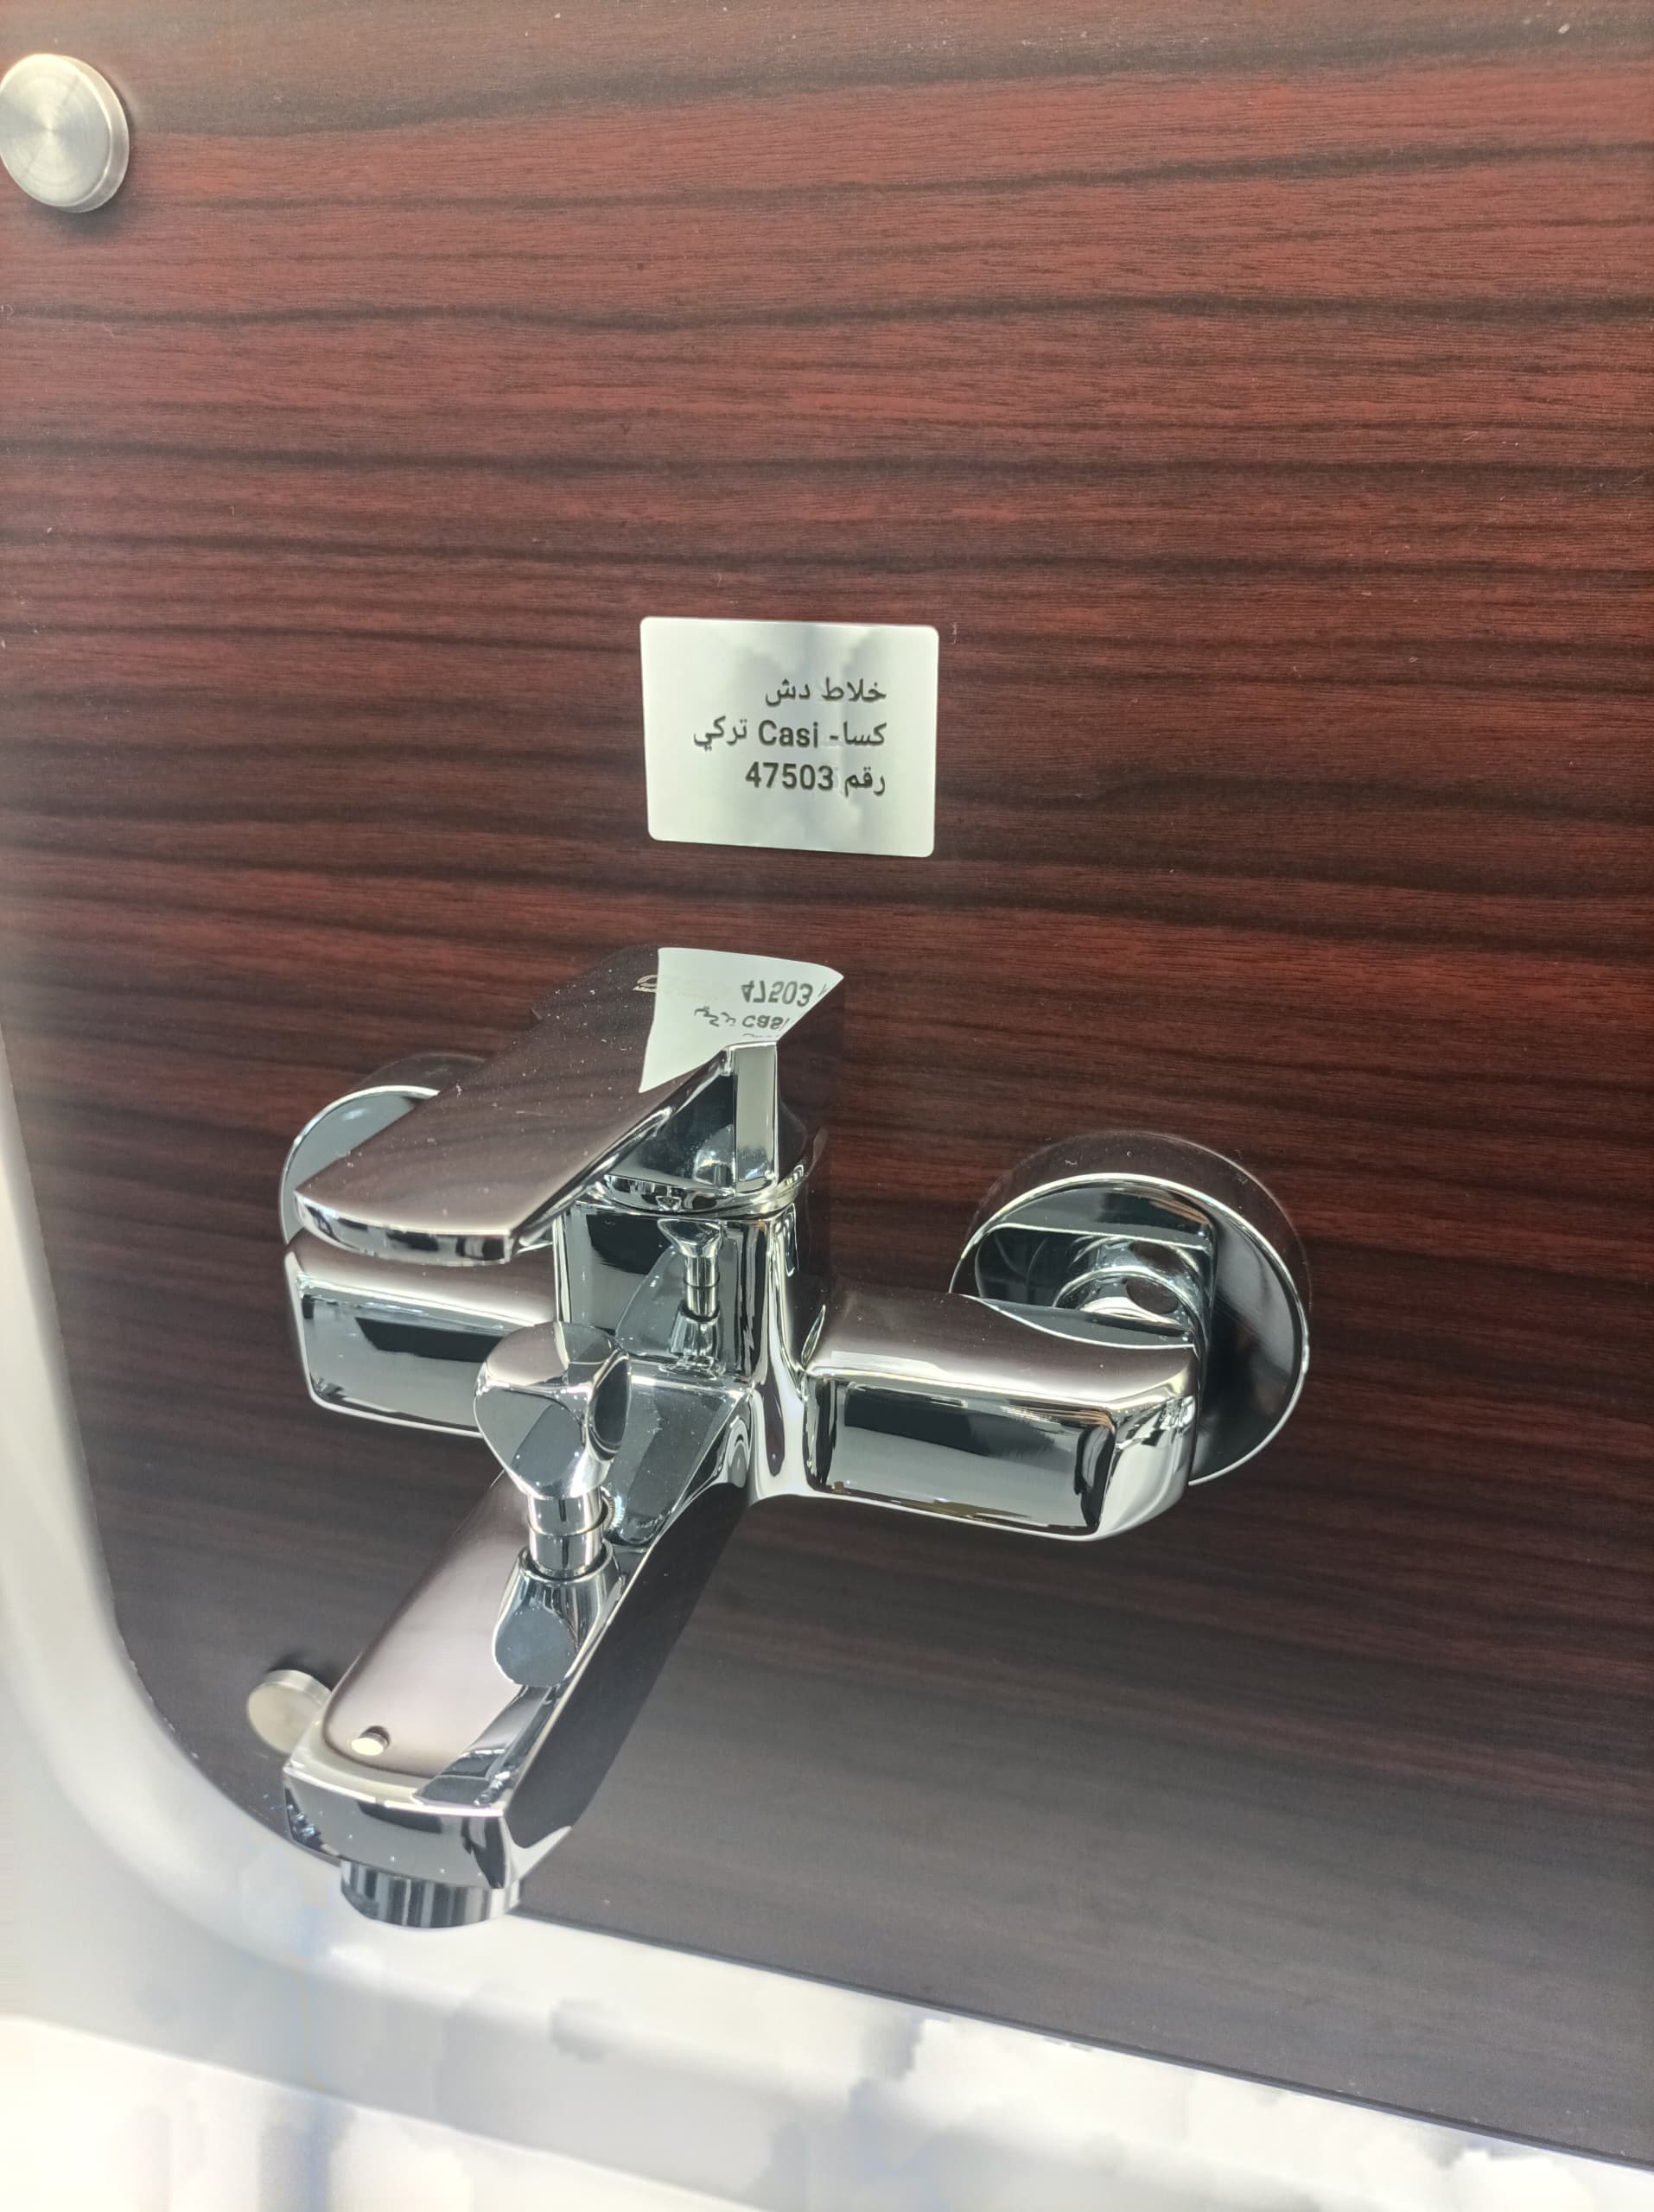 خلاط دش
كسا- Casi تركي
رقم 47503